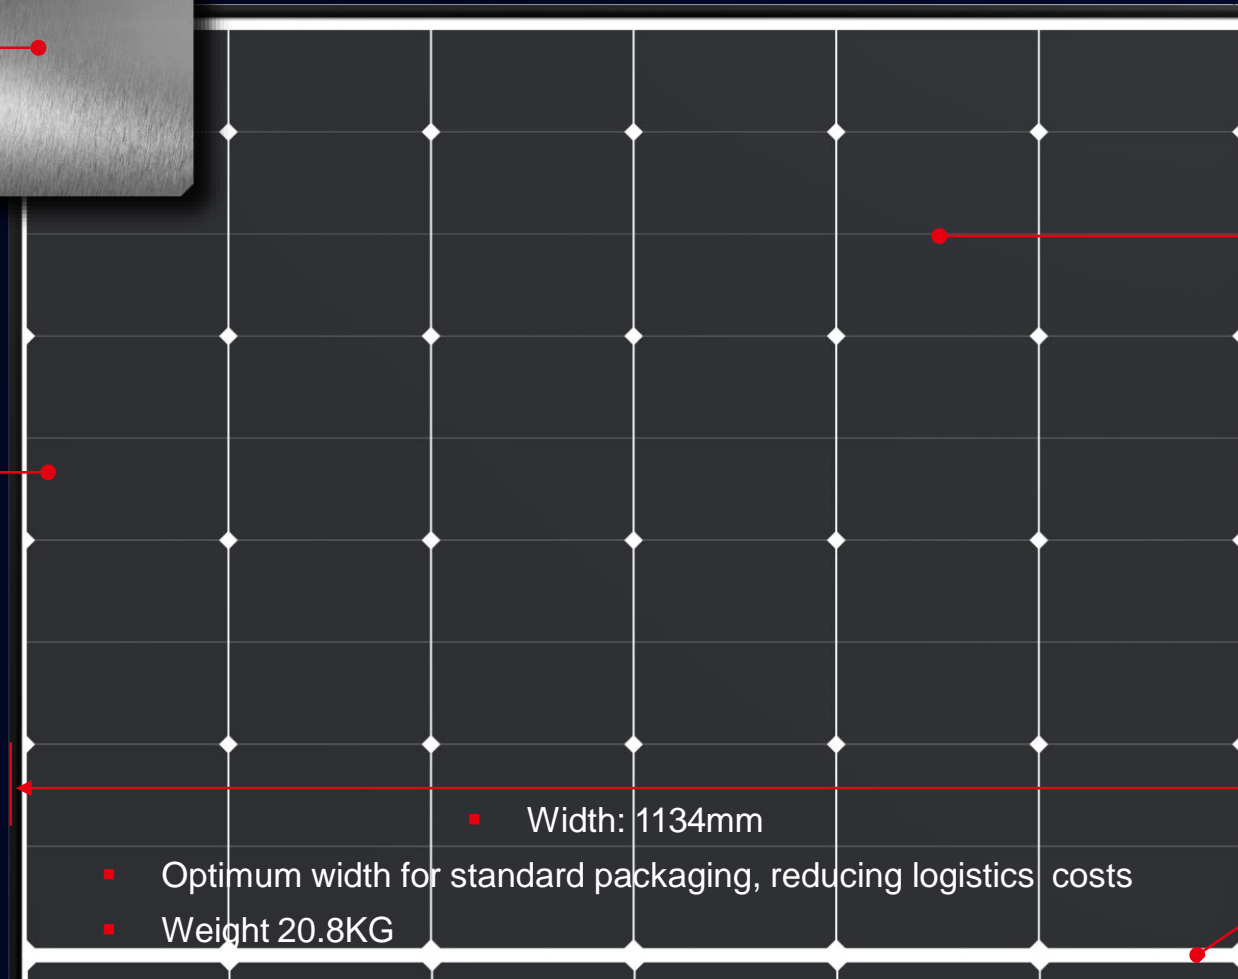 Width: 1134mm
Optimum width for standard packaging, reducing logistics costs
Weight 20.8KG